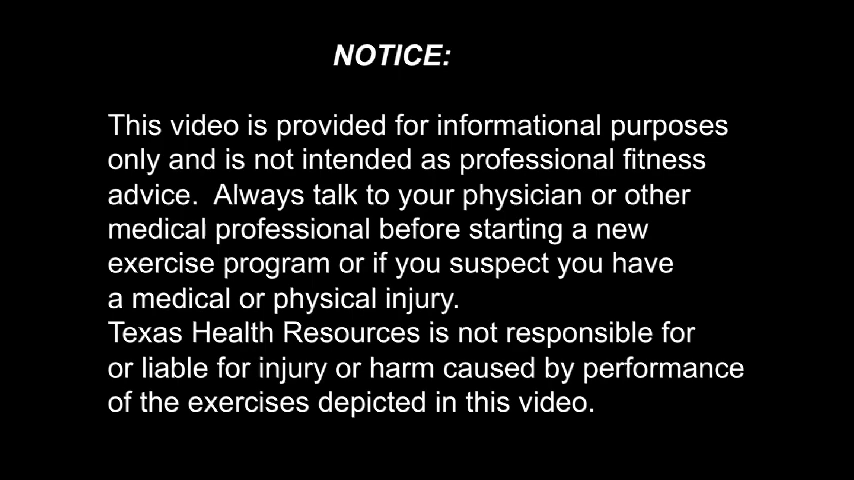 NOTICE:
This video is provided for informational purposes
only and is not intended as professional fitness
advice.  Always talk to your physician or other
medical professional before starting a new
exercise program or if you suspect you have
a medical or physical injury.
Texas Health Resources is not responsible for
or liable for injury or harm caused by performance
of the exercises depicted in this video.